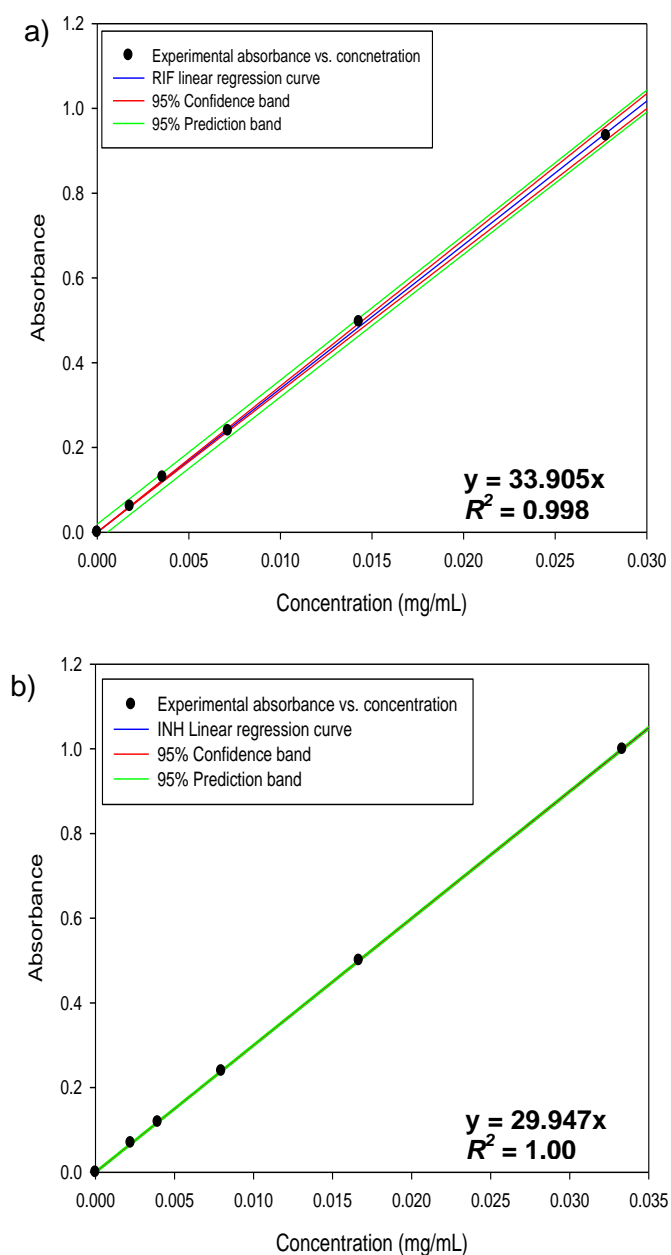 a)
1.2
1.0
0.8
0.6
0.4
0.2
0.0
Absorbance
Experimental absorbance vs. concnetration
RIF linear regression curve
95% Confidence band
95% Prediction band
y = 33.905x
R² = 0.998
0.000 0.005 0.010 0.015 0.020 0.025 0.030
Concentration (mg/mL)
b)
1.2
1.0
0.8
0.6
0.4
0.2
0.0
Absorbance
Experimental absorbance vs. concentration
INH Linear regression curve
95% Confidence band
95% Prediction band
y = 29.947x
R² = 1.00
0.000 0.005 0.010 0.015 0.020 0.025 0.030 0.035
Concentration (mg/mL)